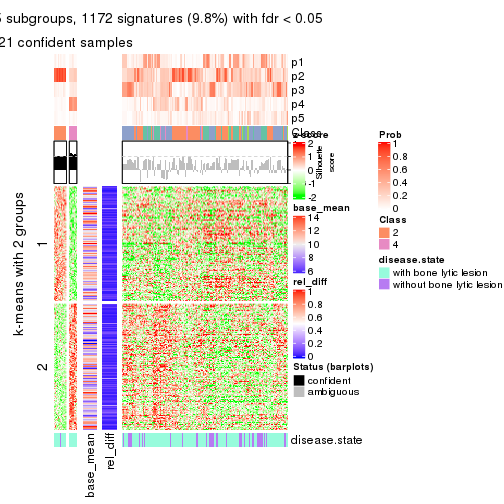 5 subgroups, 1172 signatures (9.8%) with fdr < 0.05
21 confident samples
p1
p2
p3
p4
p5
Class
Silhouette
score
k-means with 2 groups
1
2
base_mean
rel_diff
disease.state
z-score
2
1
0
-1
-2
base_mean
14
12
10
8
6
rel_diff
1
0.8
0.6
0.4
0.2
0
Status (barplots)
confident
ambiguous
Prob
1
0.8
0.6
0.4
0.2
0
Class
2
4
disease.state
with bone lytic lesion
without bone lytic lesion